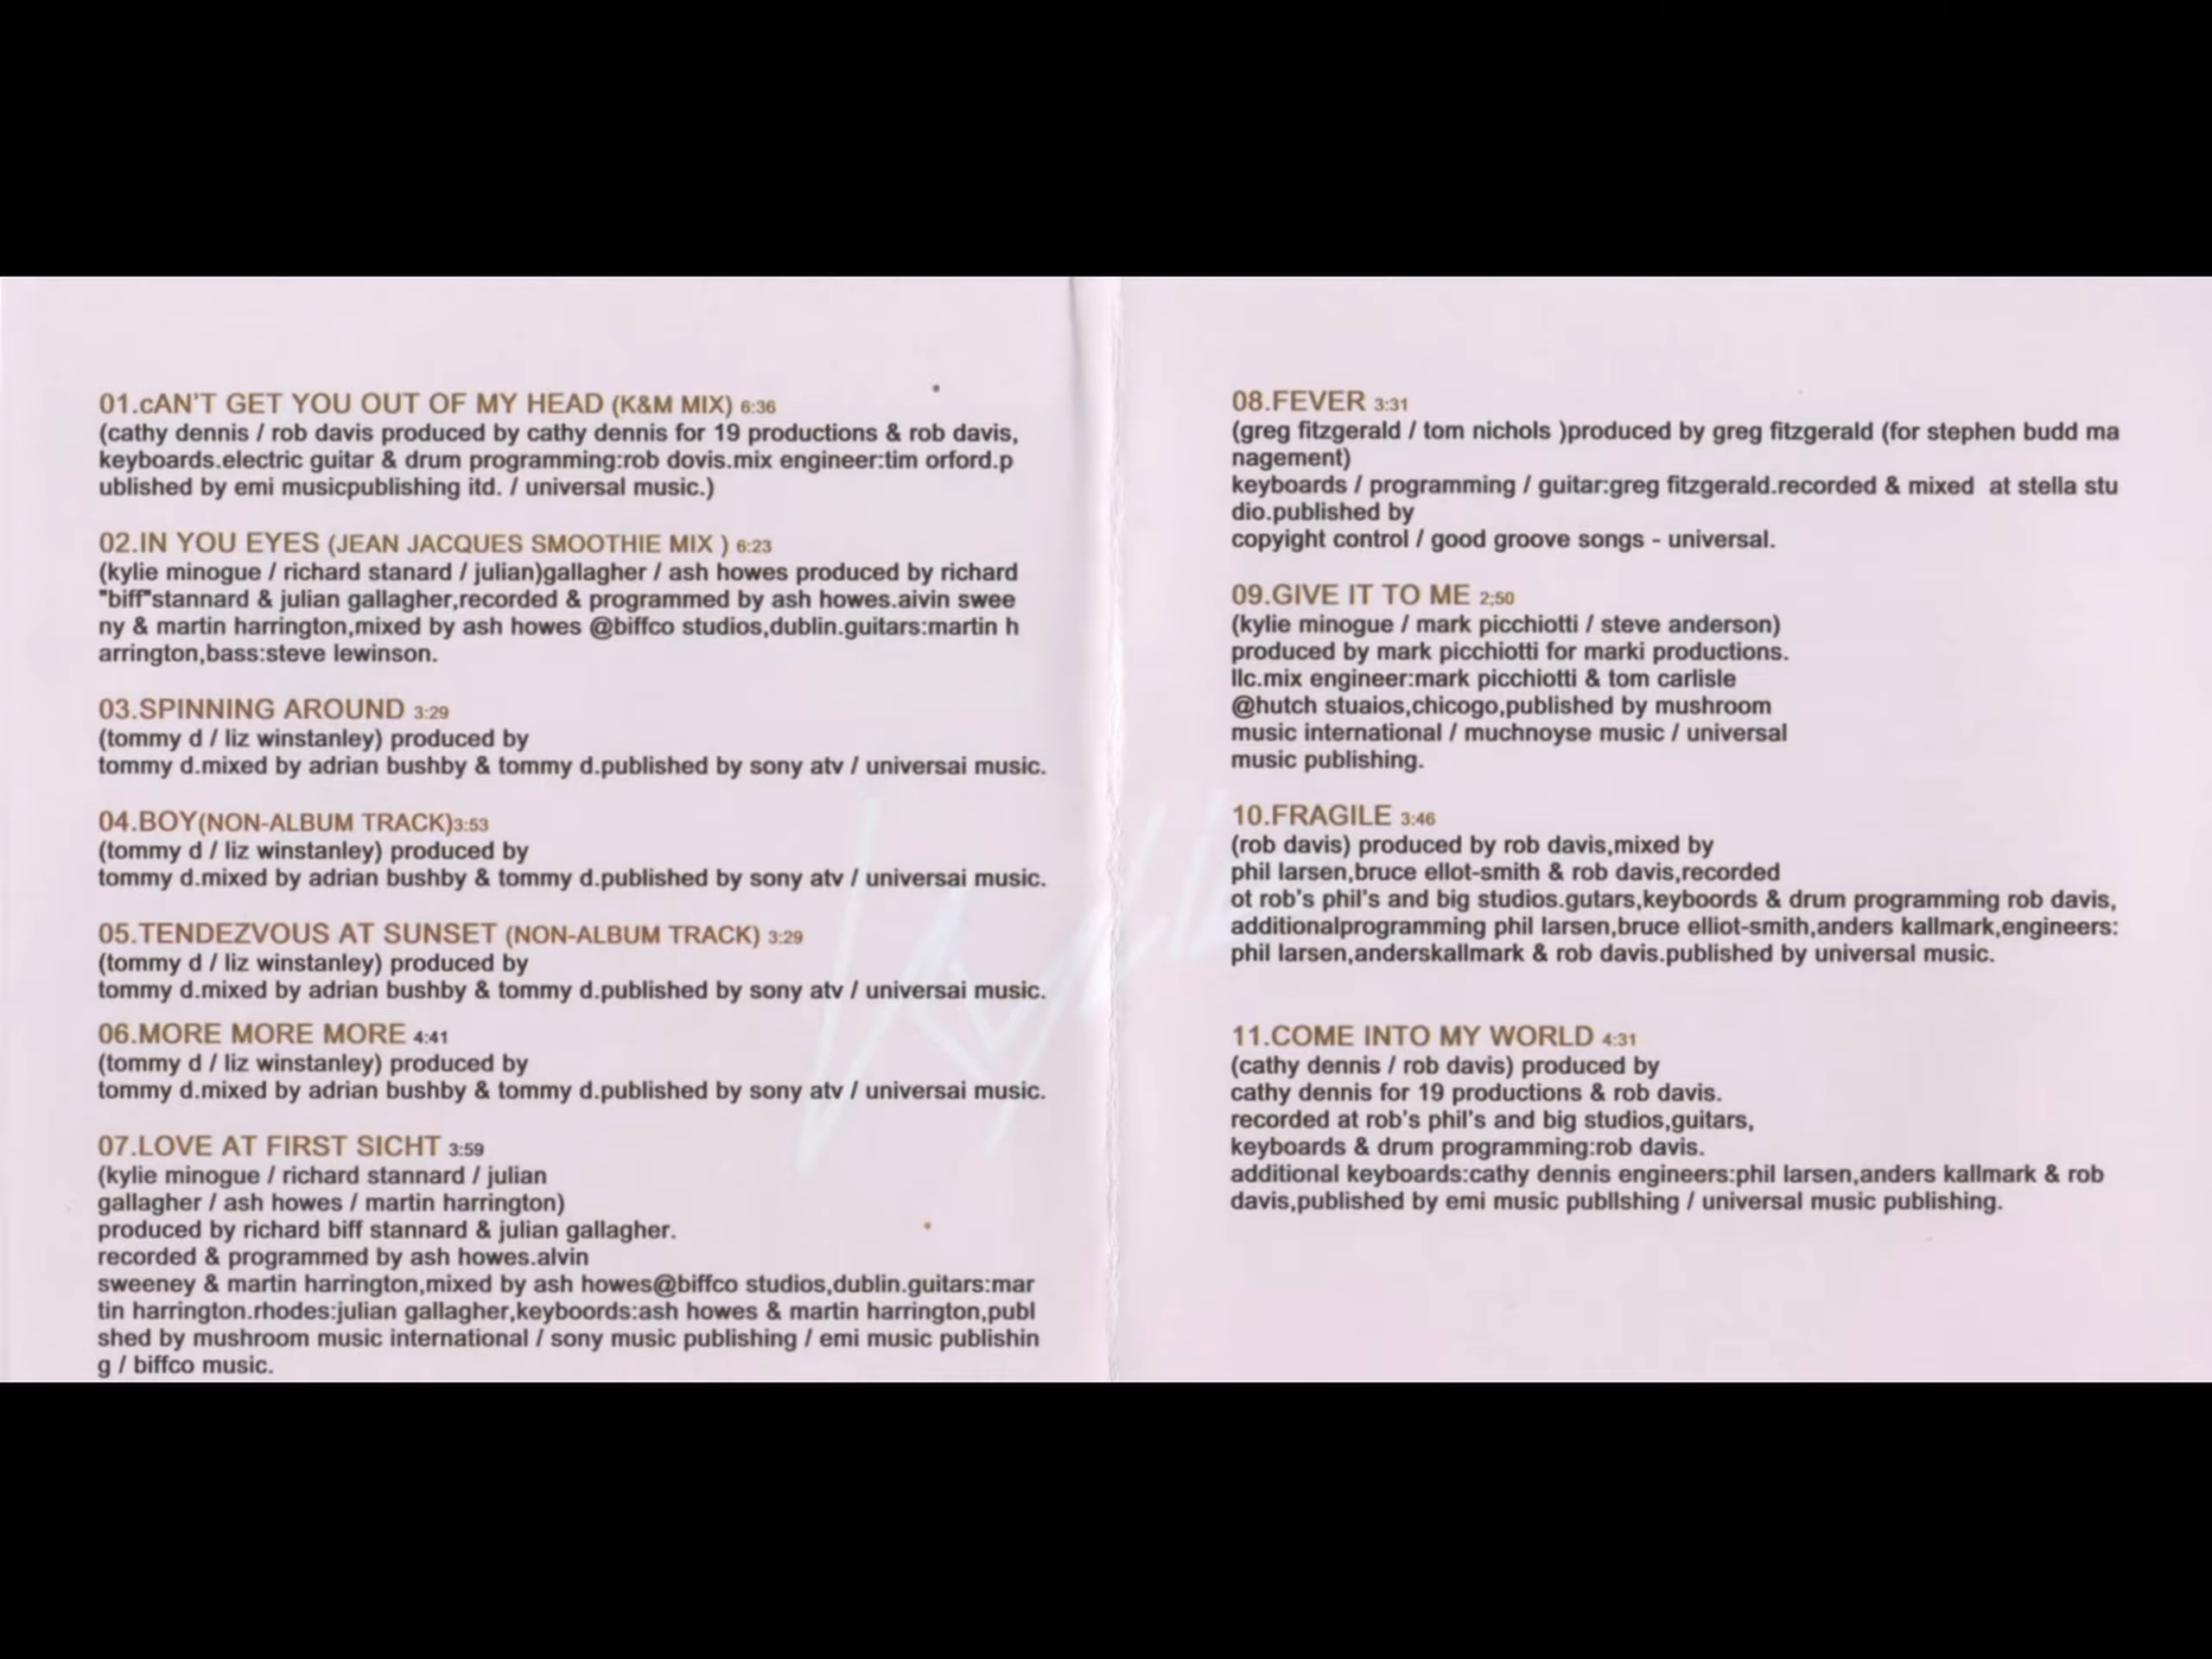 01.cAN'T GET YOU OUT OF MY HEAD (K&M MIX) 6:36
(cathy dennis / rob davis produced by cathy dennis for 19 productions & rob davis,
keyboards.electric guitar & drum programming:rob dovis.mix engineer:tim orford.p
ublished by emi musicpublishing itd. / universal music.)
02.IN YOU EYES (JEAN JACQUES SMOOTHIE MIX ) 6:23
(kylie minogue / richard stanard / julian)gallagher / ash howes produced by richard
"biff"stannard & julian gallagher,recorded & programmed by ash howes.aivin swee
ny & martin harrington,mixed by ash howes @biffco studios,dublin.guitars:martin h
arrington,bass:steve lewinson.
03.SPINNING AROUND 3:29
(tommy d / liz winstanley) produced by
tommy d.mixed by adrian bushby & tommy d.published by sony atv / universai music.
04.BOY(NON-ALBUM TRACK)3:53
(tommy d / liz winstanley) produced by
tommy d.mixed by adrian bushby & tommy d.published by sony atv / universai music.
05.TENDEZVOUS AT SUNSET (NON-ALBUM TRACK) 3:29
(tommy d / liz winstanley) produced by
tommy d.mixed by adrian bushby & tommy d.published by sony atv / universai music.
06.MORE MORE MORE 4:41
(tommy d / liz winstanley) produced by
tommy d.mixed by adrian bushby & tommy d.published by sony atv / universai music.
07.LOVE AT FIRST SICHT 3:59
(kylie minogue / richard stannard / julian
gallagher / ash howes / martin harrington)
produced by richard biff stannard & julian gallagher.
recorded & programmed by ash howes.alvin
sweeney & martin harrington,mixed by ash howes@biffco studios,dublin.guitars:mar
tin harrington.rhodes:julian gallagher,keyboords:ash howes & martin harrington,publ
shed by mushroom music international / sony music publishing / emi music publishin
g / biffco music.
08.FEVER 3:31
(greg fitzgerald / tom nichols )produced by greg fitzgerald (for stephen budd ma
nagement)
keyboards / programming / guitar:greg fitzgerald.recorded & mixed  at stella stu
dio.published by
copyight control / good groove songs - universal.
09.GIVE IT TO ME 2;50
(kylie minogue / mark picchiotti / steve anderson)
produced by mark picchiotti for marki productions.
llc.mix engineer:mark picchiotti & tom carlisle
@hutch stuaios,chicogo,published by mushroom
music international / muchnoyse music / universal
music publishing.
10.FRAGILE 3:46
(rob davis) produced by rob davis,mixed by
phil larsen,bruce ellot-smith & rob davis,recorded
ot rob's phil's and big studios.gutars,keyboords & drum programming rob davis,
additionalprogramming phil larsen,bruce elliot-smith,anders kallmark,engineers:
phil larsen,anderskallmark & rob davis.published by universal music.
11.COME INTO MY WORLD 4:31
(cathy dennis / rob davis) produced by
cathy dennis for 19 productions & rob davis.
recorded at rob's phil's and big studios,guitars,
keyboards & drum programming:rob davis.
additional keyboards:cathy dennis engineers:phil larsen,anders kallmark & rob
davis,published by emi music publlshing / universal music publishing.
kylie